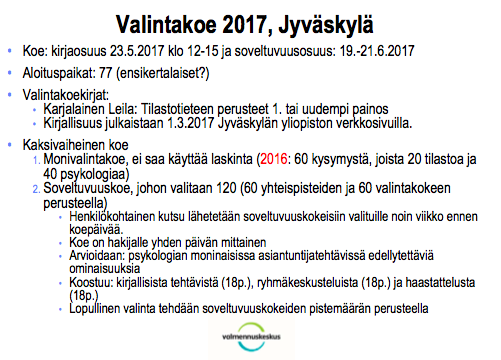 Valintakoe 2017, Jyväskylä
Koe: kirjaosuus 23.5.2017 klo 12-15 ja soveltuvuusosuus: 19.-21.6.2017
Aloituspaikat: 77 (ensikertalaiset?)
Valintakoekirjat:
Karjalainen Leila: Tilastotieteen perusteet 1. tai uudempi painos
Kirjallisuus julkaistaan 1.3.2017 Jyväskylän yliopiston verkkosivuilla.
Kaksivaiheinen koe
1. Monivalintakoe, ei saa käyttää laskinta (2016: 60 kysymystä, joista 20 tilastoa ja
40 psykologiaa)
2. Soveltuvuuskoe, johon valitaan 120 (60 yhteispisteiden ja 60 valintakokeen
perusteella)
Henkilökohtainen kutsu lähetetään soveltuvuuskokeisiin valituille noin viikko ennen
koepäivää.
Koe on hakijalle yhden päivän mittainen
Arvioidaan: psykologian moninaisissa asiantuntijatehtävissä edellytettäviä
ominaisuuksia
Koostuu: kirjallisista tehtävistä (18p.), ryhmäkeskusteluista (18p.) ja haastattelusta
(18p.)
Lopullinen valinta tehdään soveltuvuuskokeiden pistemäärän perusteella
valmennuskeskus